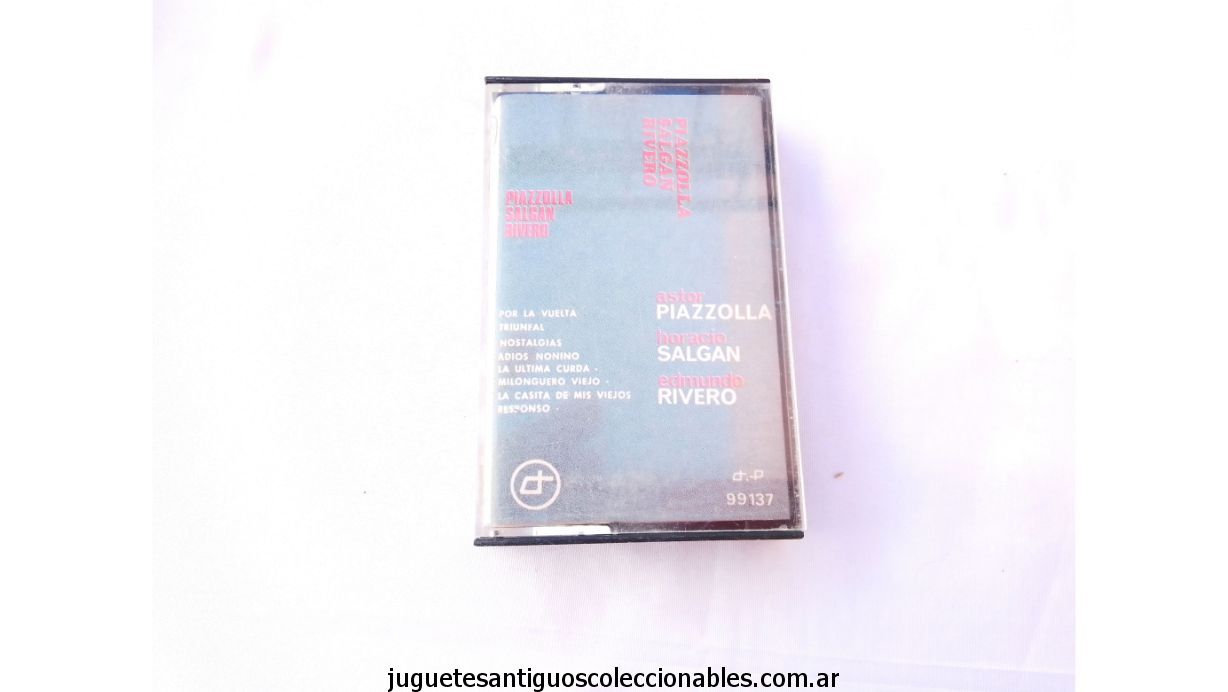 PIAZZOLLA
SALGAN
RIVERO
PIAZZOLLA
SALGAN
RIVERO
astor
PIAZZOLLA
horacio
SALGAN
edmundo
RIVERO
POR LA VUELTA
TRIUNFAL
NOSTALGIAS
ADIOS NONINO
LA ULTIMA CURDA -
MILONGUERO VIEJO -
LA CASITA DE MIS VIEJOS
RESPONSO -
99137
juguetesantiguoscoleccionables.com.ar